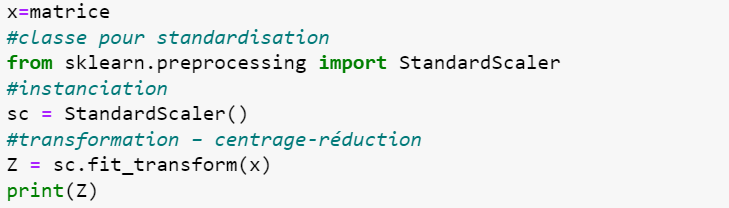 x=matrice
#classe pour standardisation
from sklearn.preprocessing import StandardScaler
#instanciation
sc = StandardScaler()
#transformation – centrage-réduction
Z = sc.fit_transform(x)
print(Z)